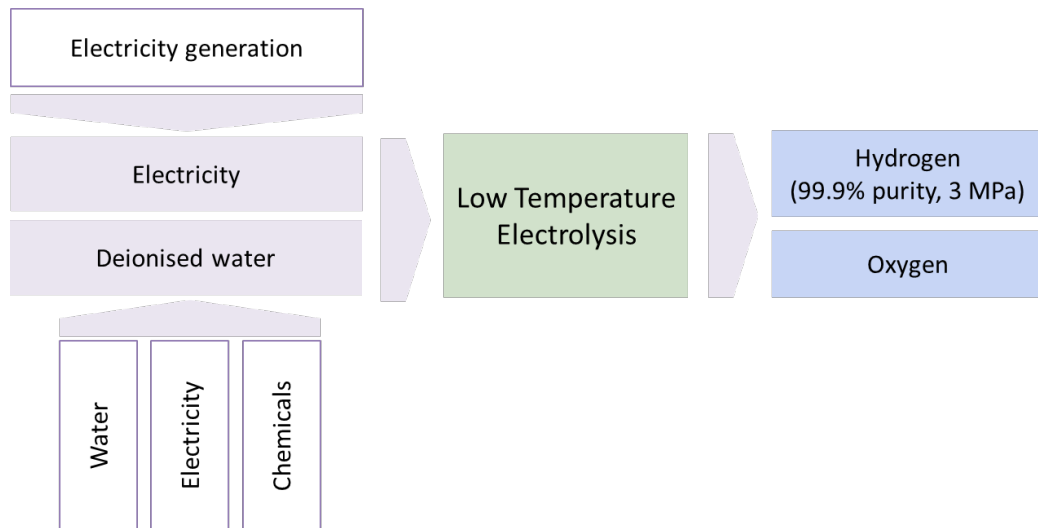 Electricity generation
Electricity
Deionised water
Water
Electricity
Chemicals
Low Temperature
Electrolysis
Hydrogen
(99.9% purity, 3 MPa)
Oxygen